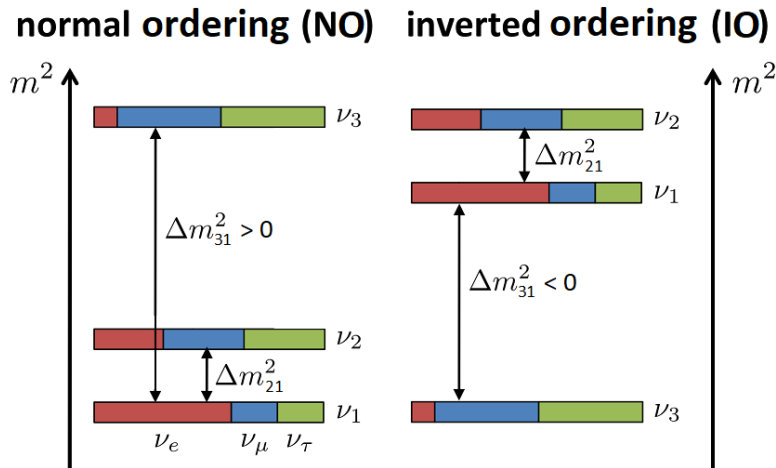 normal ordering (NO)
inverted ordering (IO)
m²
ν₃
Δm²₃₁ > 0
ν₂
Δm²₂₁
ν₁
νₑ
ν_μ
ν_τ
m²
ν₂
Δm²₂₁
ν₁
Δm²₃₁ < 0
ν₃